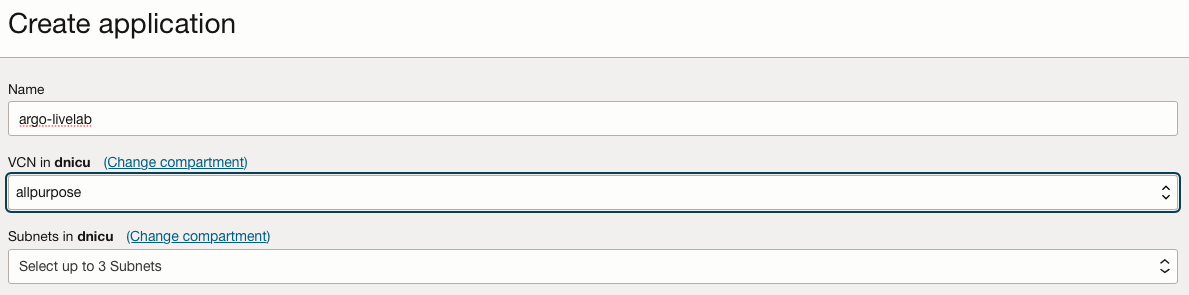 Create application
Name
argo-livelab
VCN in dnicu (Change compartment)
allpurpose
Subnets in dnicu (Change compartment)
Select up to 3 Subnets